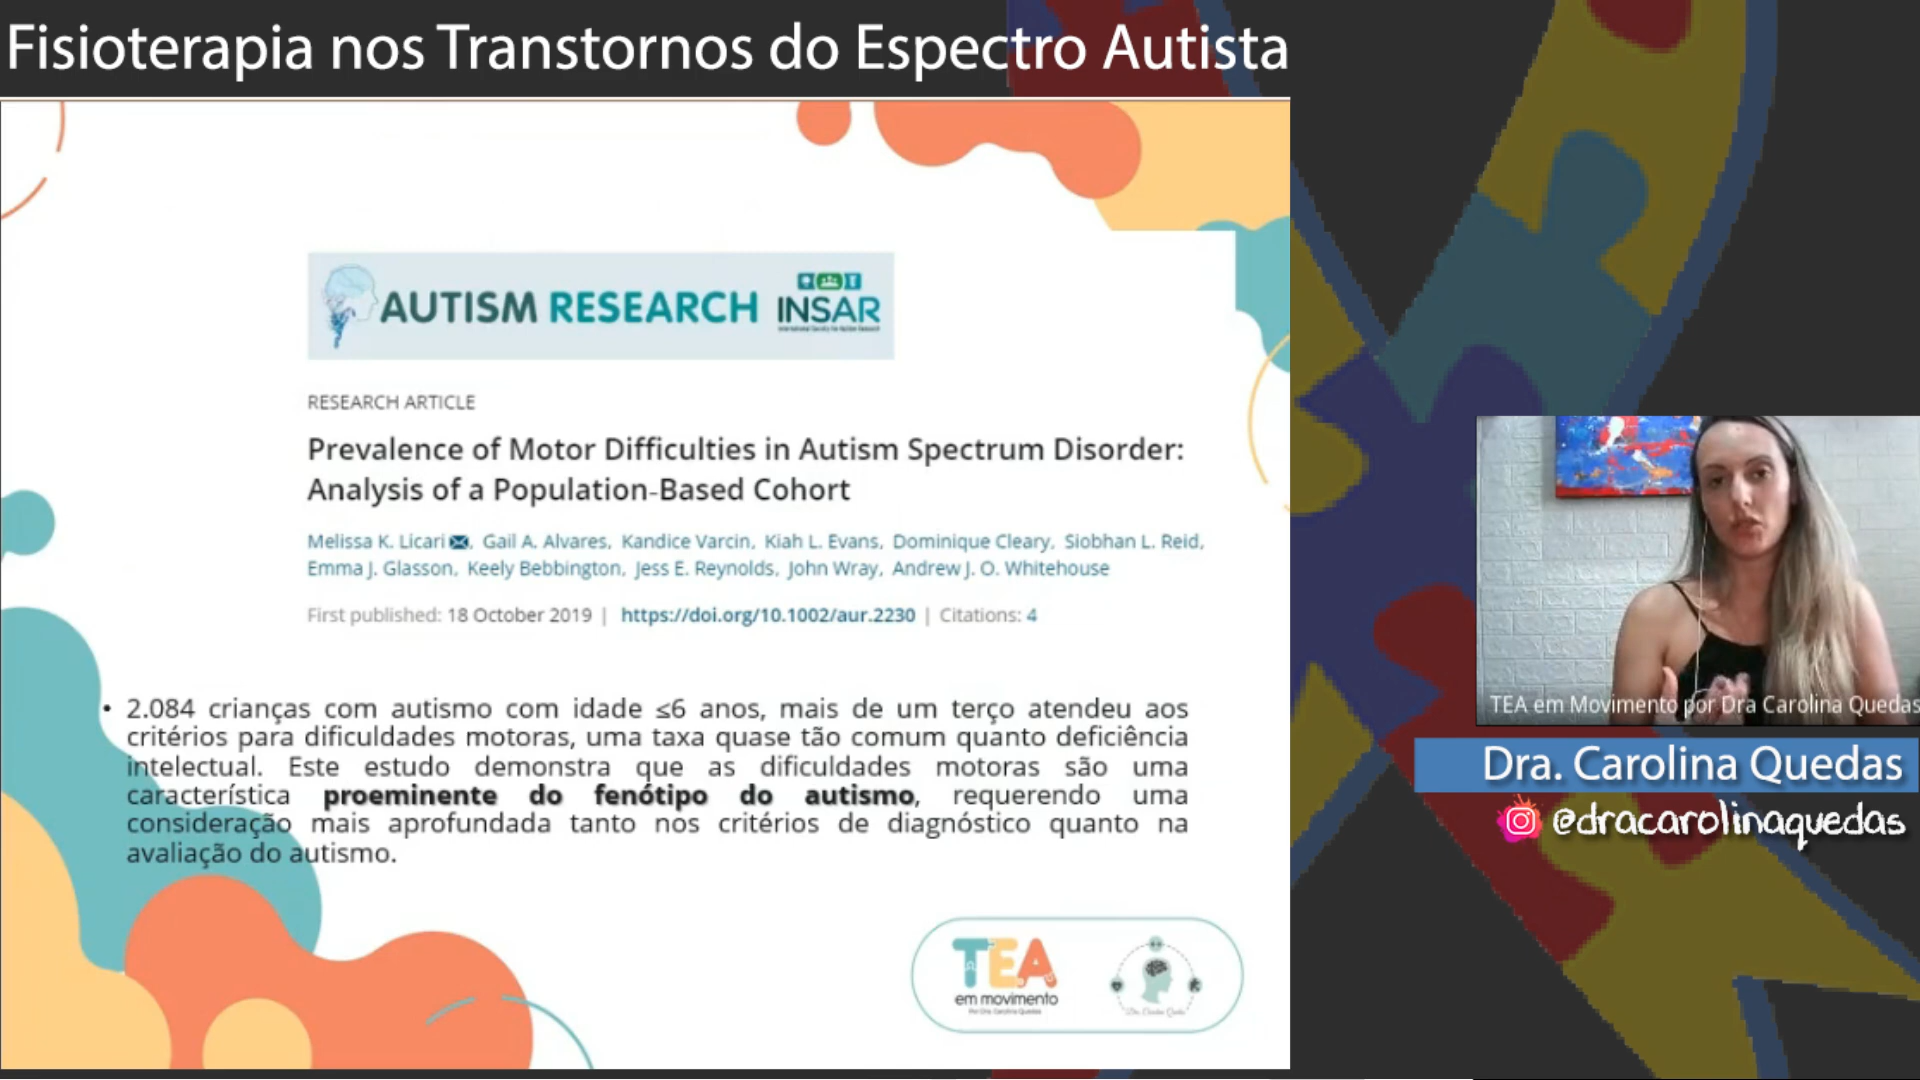 Fisioterapia nos Transtornos do Espectro Autista
AUTISM RESEARCH INSAR
RESEARCH ARTICLE
Prevalence of Motor Difficulties in Autism Spectrum Disorder:
Analysis of a Population-Based Cohort
Melissa K. Licari, Gail A. Alvares, Kandice Varcin, Kiah L. Evans, Dominique Cleary, Siobhan L. Reid,
Emma J. Glasson, Keely Bebbington, Jess E. Reynolds, John Wray, Andrew J. O. Whitehouse
First published: 18 October 2019 | https://doi.org/10.1002/aur.2230 | Citations: 4
• 2.084 crianças com autismo com idade ≤6 anos, mais de um terço atendeu aos
critérios para dificuldades motoras, uma taxa quase tão comum quanto deficiência
intelectual. Este estudo demonstra que as dificuldades motoras são uma
característica proeminente do fenótipo do autismo, requerendo uma
consideração mais aprofundada tanto nos critérios de diagnóstico quanto na
avaliação do autismo.
TEA
em movimento
TEA em Movimento por Dra Carolina Quedas
Dra. Carolina Quedas
@dracarolinaquedas